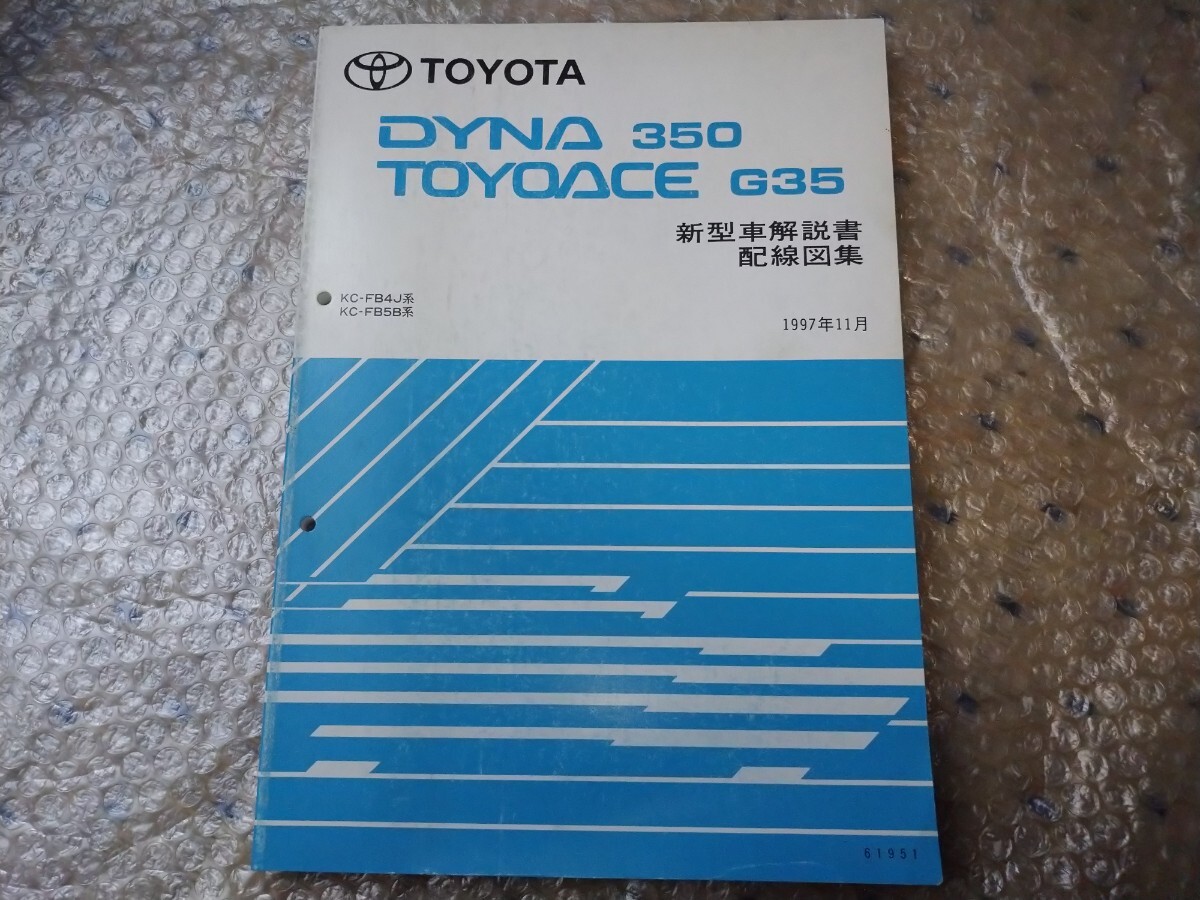 TOYOTA
DYNA 350
TOYOACE G35
新型車解説書
配線図集
KC-FB4J系
KC-FB5B系
1997年11月
61951